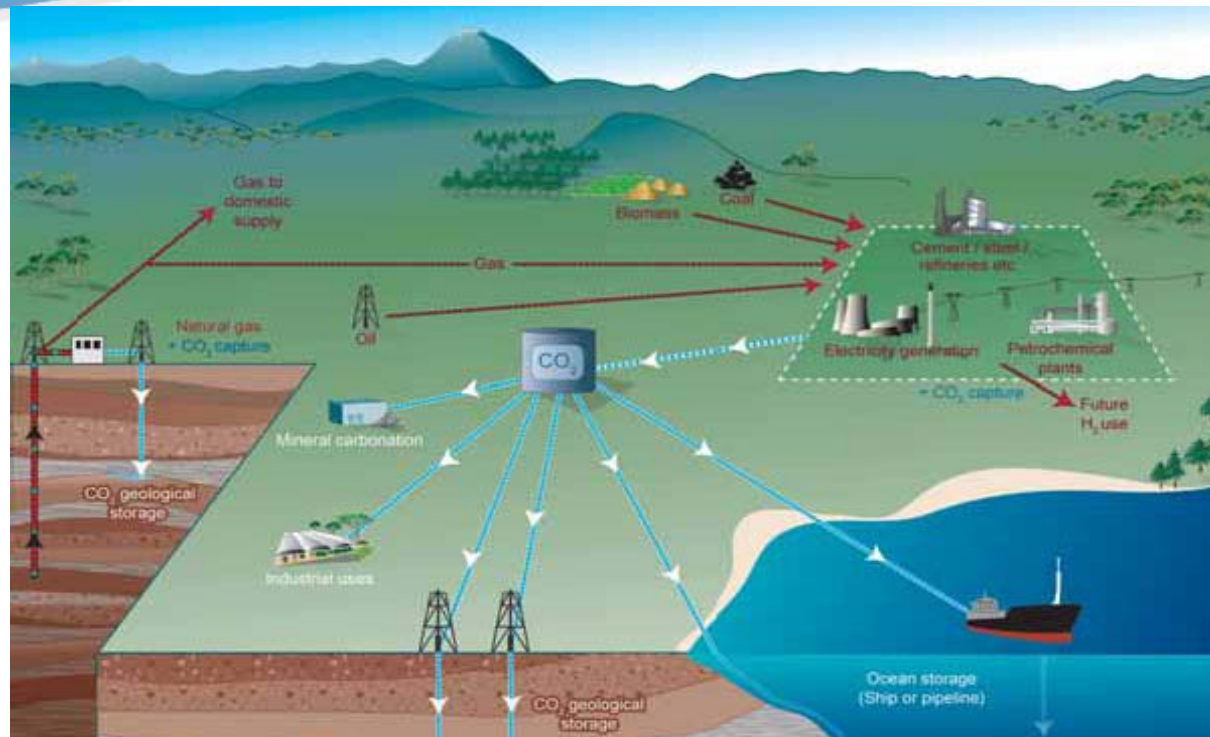 Gas to
domestic
supply
Coal
Biomass
Cement / steel /
refineries etc
Gas
Natural gas
+ CO₂ capture
Oil
CO₂
Electricity generation
Petrochemical
plants
+ CO₂ capture
Future
H₂ use
Mineral carbonation
CO₂ geological
storage
Industrial uses
Ocean storage
(Ship or pipeline)
CO₂ geological
storage